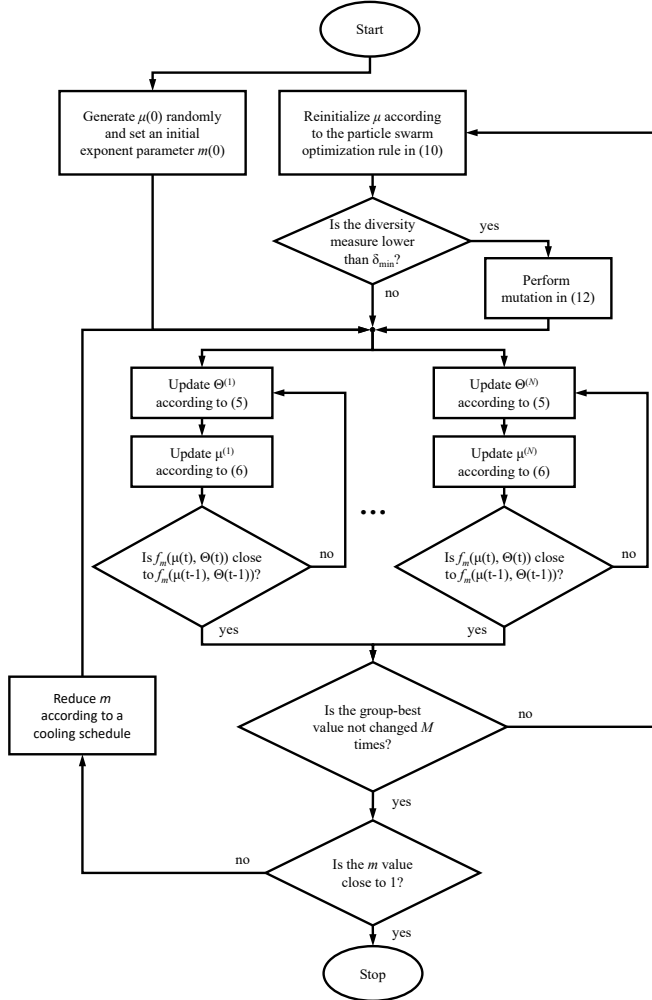 Start
Generate μ(0) randomly
and set an initial
exponent parameter m(0)
Reinitialize μ according
to the particle swarm
optimization rule in (10)
Is the diversity
measure lower
than δmin?
yes
Perform
mutation in (12)
no
Update Θ(1)
according to (5)
Update Θ(N)
according to (5)
Update μ(1)
according to (6)
Update μ(N)
according to (6)
...
Is fm(μ(t), Θ(t)) close
to fm(μ(t-1), Θ(t-1))?
no
Is fm(μ(t), Θ(t)) close
to fm(μ(t-1), Θ(t-1))?
no
yes
yes
Reduce m
according to a
cooling schedule
Is the group-best
value not changed M
times?
no
yes
Is the m value
close to 1?
no
yes
Stop